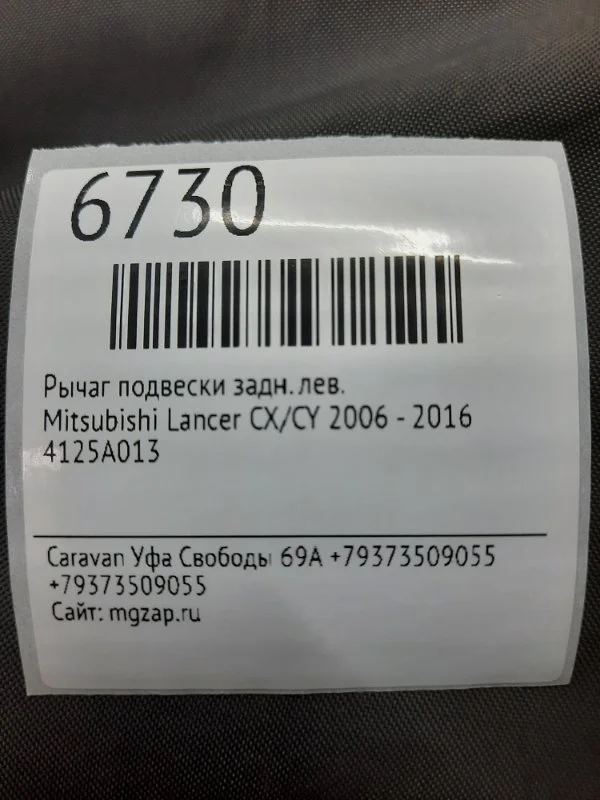 6730
Рычаг подвески задн. лев.
Mitsubishi Lancer CX/CY 2006 - 2016
4125A013
Caravan Уфа Свободы 69А +79373509055
+79373509055
Сайт: mgzap.ru